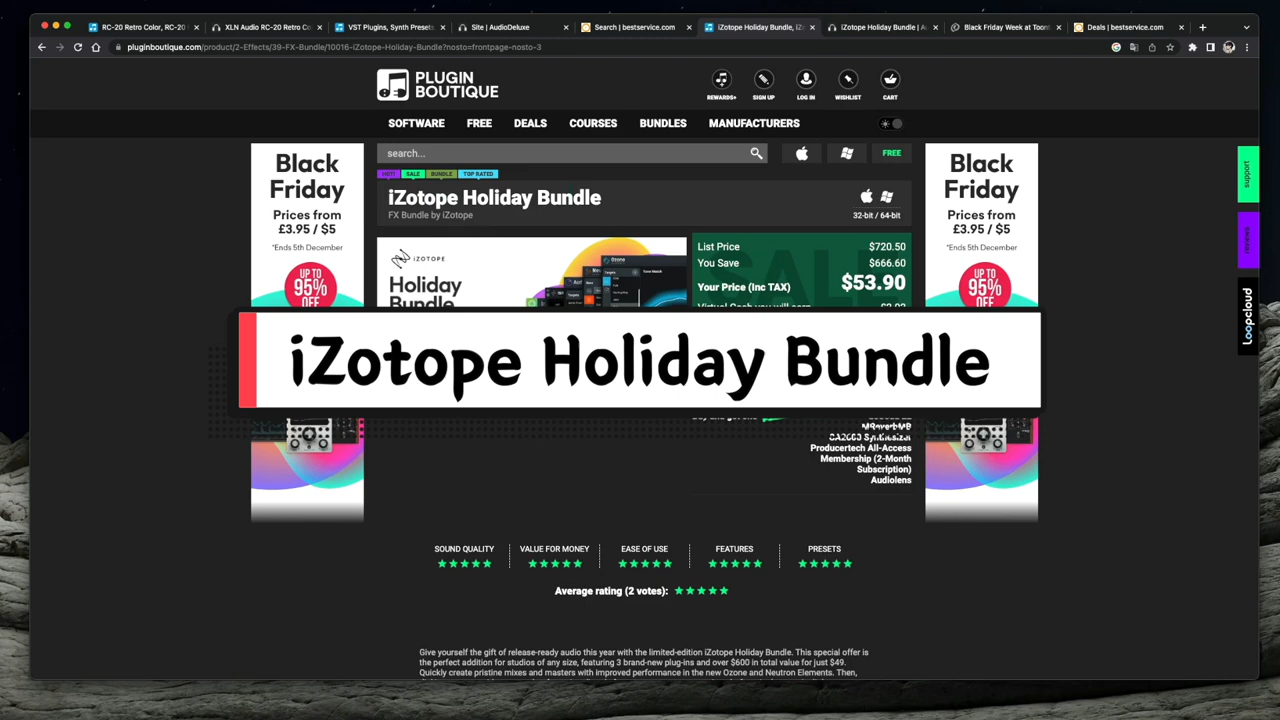 RC-20 Retro Color, RC-20
XLN Audio RC-20 Retro Co
VST Plugins, Synth Presets
Site | AudioDeluxe
Search | bestservice.com
iZotope Holiday Bundle, iZ
iZotope Holiday Bundle | A
Black Friday Week at Toon
Deals | bestservice.com
pluginboutique.com/product/2-Effects/39-FX-Bundle/10016-iZotope-Holiday-Bundle?nosto=frontpage-nosto-3
PLUGIN
BOUTIQUE
REWARDS+
SIGN UP
LOG IN
WISHLIST
CART
SOFTWARE
FREE
DEALS
COURSES
BUNDLES
MANUFACTURERS
search...
FREE
SALE
BUNDLE
TOP RATED
iZotope Holiday Bundle
FX Bundle by iZotope
32-bit / 64-bit
Black
Friday
Prices from
£3.95 / $5
*Ends 5th December
UP TO
95%
OFF
iZOTOPE
Holiday
Bundle
List Price $720.50
You Save $666.60
Your Price (Inc TAX) $53.90
Black
Friday
Prices from
£3.95 / $5
*Ends 5th December
UP TO
95%
OFF
support
reviews
Loopcloud
iZotope Holiday Bundle
MReverbMB
CA2600 Synthesizer
Producertech All-Access
Membership (2-Month
Subscription)
Audiolens
SOUND QUALITY
VALUE FOR MONEY
EASE OF USE
FEATURES
PRESETS
Average rating (2 votes):
Give yourself the gift of release-ready audio this year with the limited-edition iZotope Holiday Bundle. This special offer is
the perfect addition for studios of any size, featuring 3 brand-new plug-ins and over $600 in total value for just $49.
Quickly create pristine mixes and masters with improved performance in the new Ozone and Neutron Elements. Then,